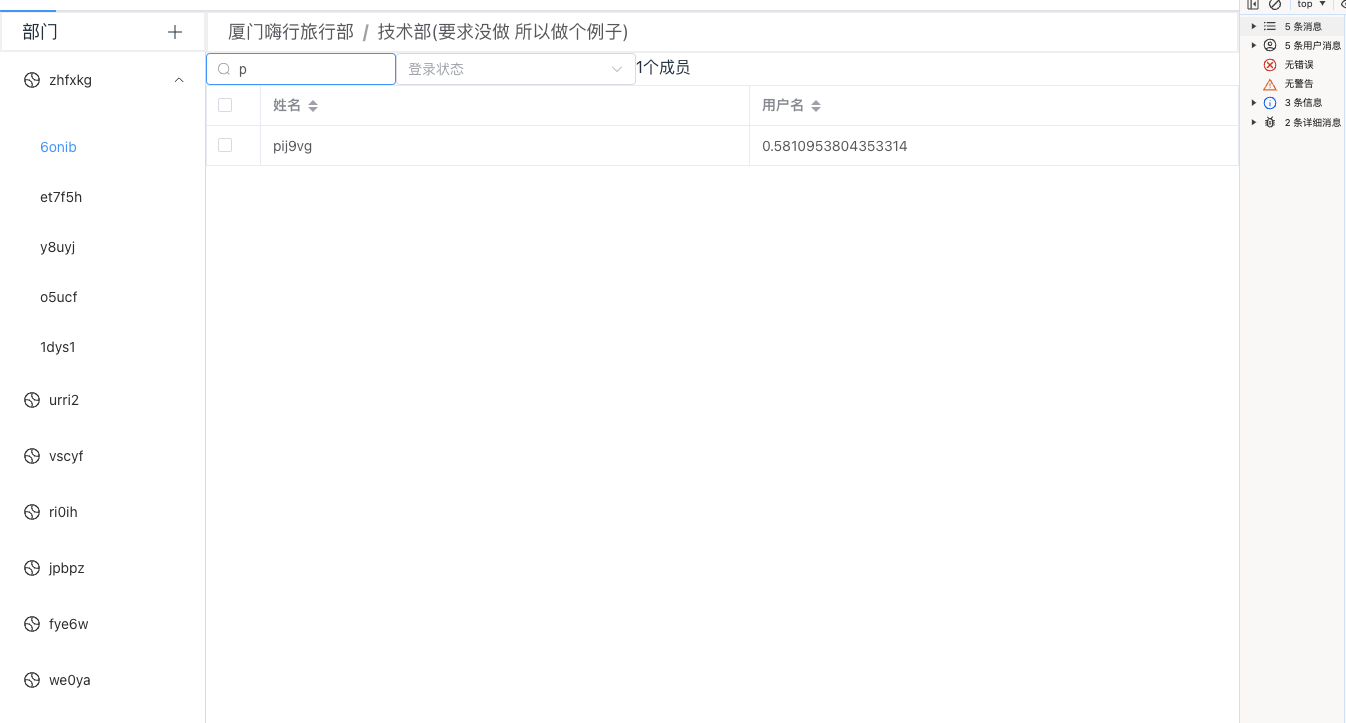 部门
zhfxkg
6onib
et7f5h
y8uyj
o5ucf
1dys1
urri2
vscyf
ri0ih
jpbpz
fye6w
we0ya
厦门嗨行旅行部 / 技术部(要求没做 所以做个例子)
p
登录状态
1个成员
姓名 用户名
pij9vg 0.5810953804353314
top
5 条消息
5 条用户消息
无错误
无警告
3 条信息
2 条详细消息